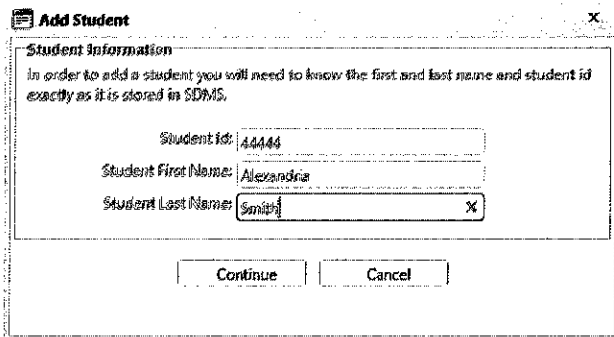 Add Student
Student Information
In order to add a student you will need to know the first and last name and student id
exactly as it is stored in SDMS.
Student id: 44444
Student First Name: Alexandria
Student Last Name: Smith
Continue Cancel